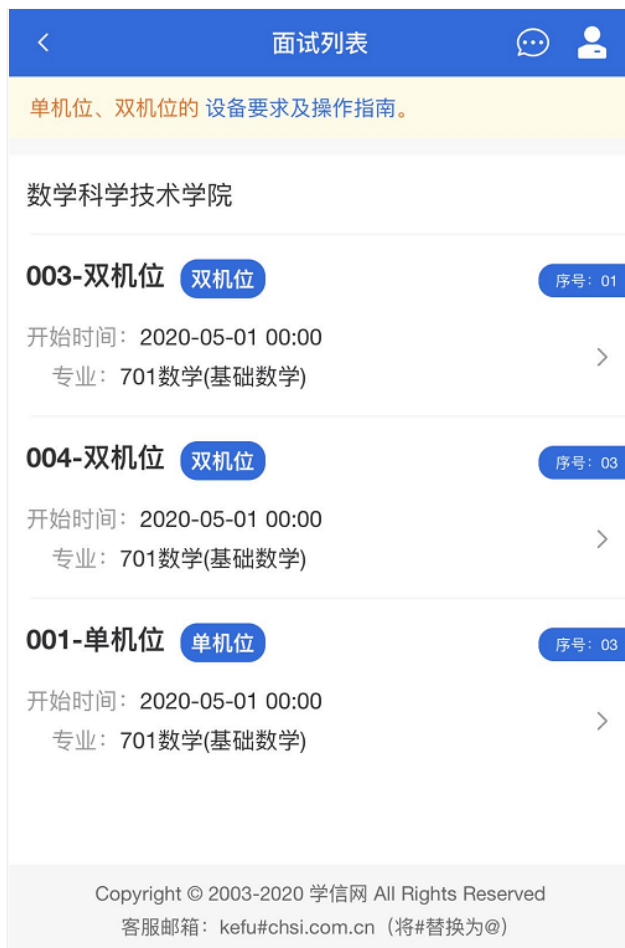 面试列表
单机位、双机位的 设备要求及操作指南。
数学科学技术学院
003-双机位 双机位 序号：01
开始时间：2020-05-01 00:00
专业：701数学(基础数学)
004-双机位 双机位 序号：03
开始时间：2020-05-01 00:00
专业：701数学(基础数学)
001-单机位 单机位 序号：03
开始时间：2020-05-01 00:00
专业：701数学(基础数学)
Copyright © 2003-2020 学信网 All Rights Reserved
客服邮箱：kefu#chsi.com.cn（将#替换为@）